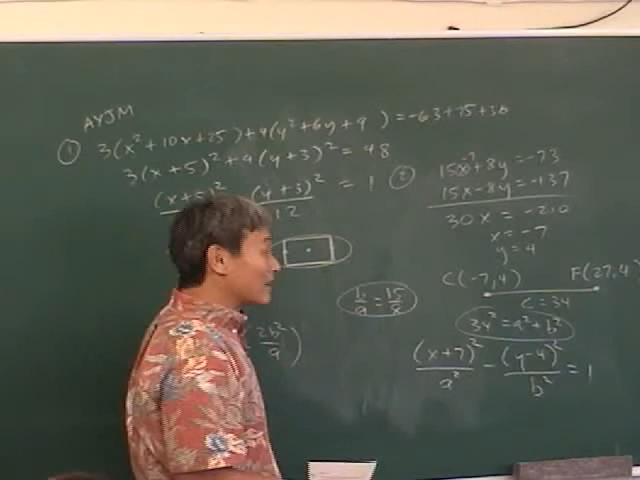 AYJM
① 3(x² + 10x + 25) + 4(y² + 6y + 9) = -63 + 75 + 36
3(x + 5)² + 4(y + 3)² = 48
(y + 3)² = 1
12
② 15x + 8y = -73
15x - 8y = -137
30x = -210
x = -7
y = 4
C(-7,4) F(27,4)
c = 34
b/a = 15/8
34² = a² + b²
2b²/a )
(x + 7)²/a² - (y - 4)²/b² = 1